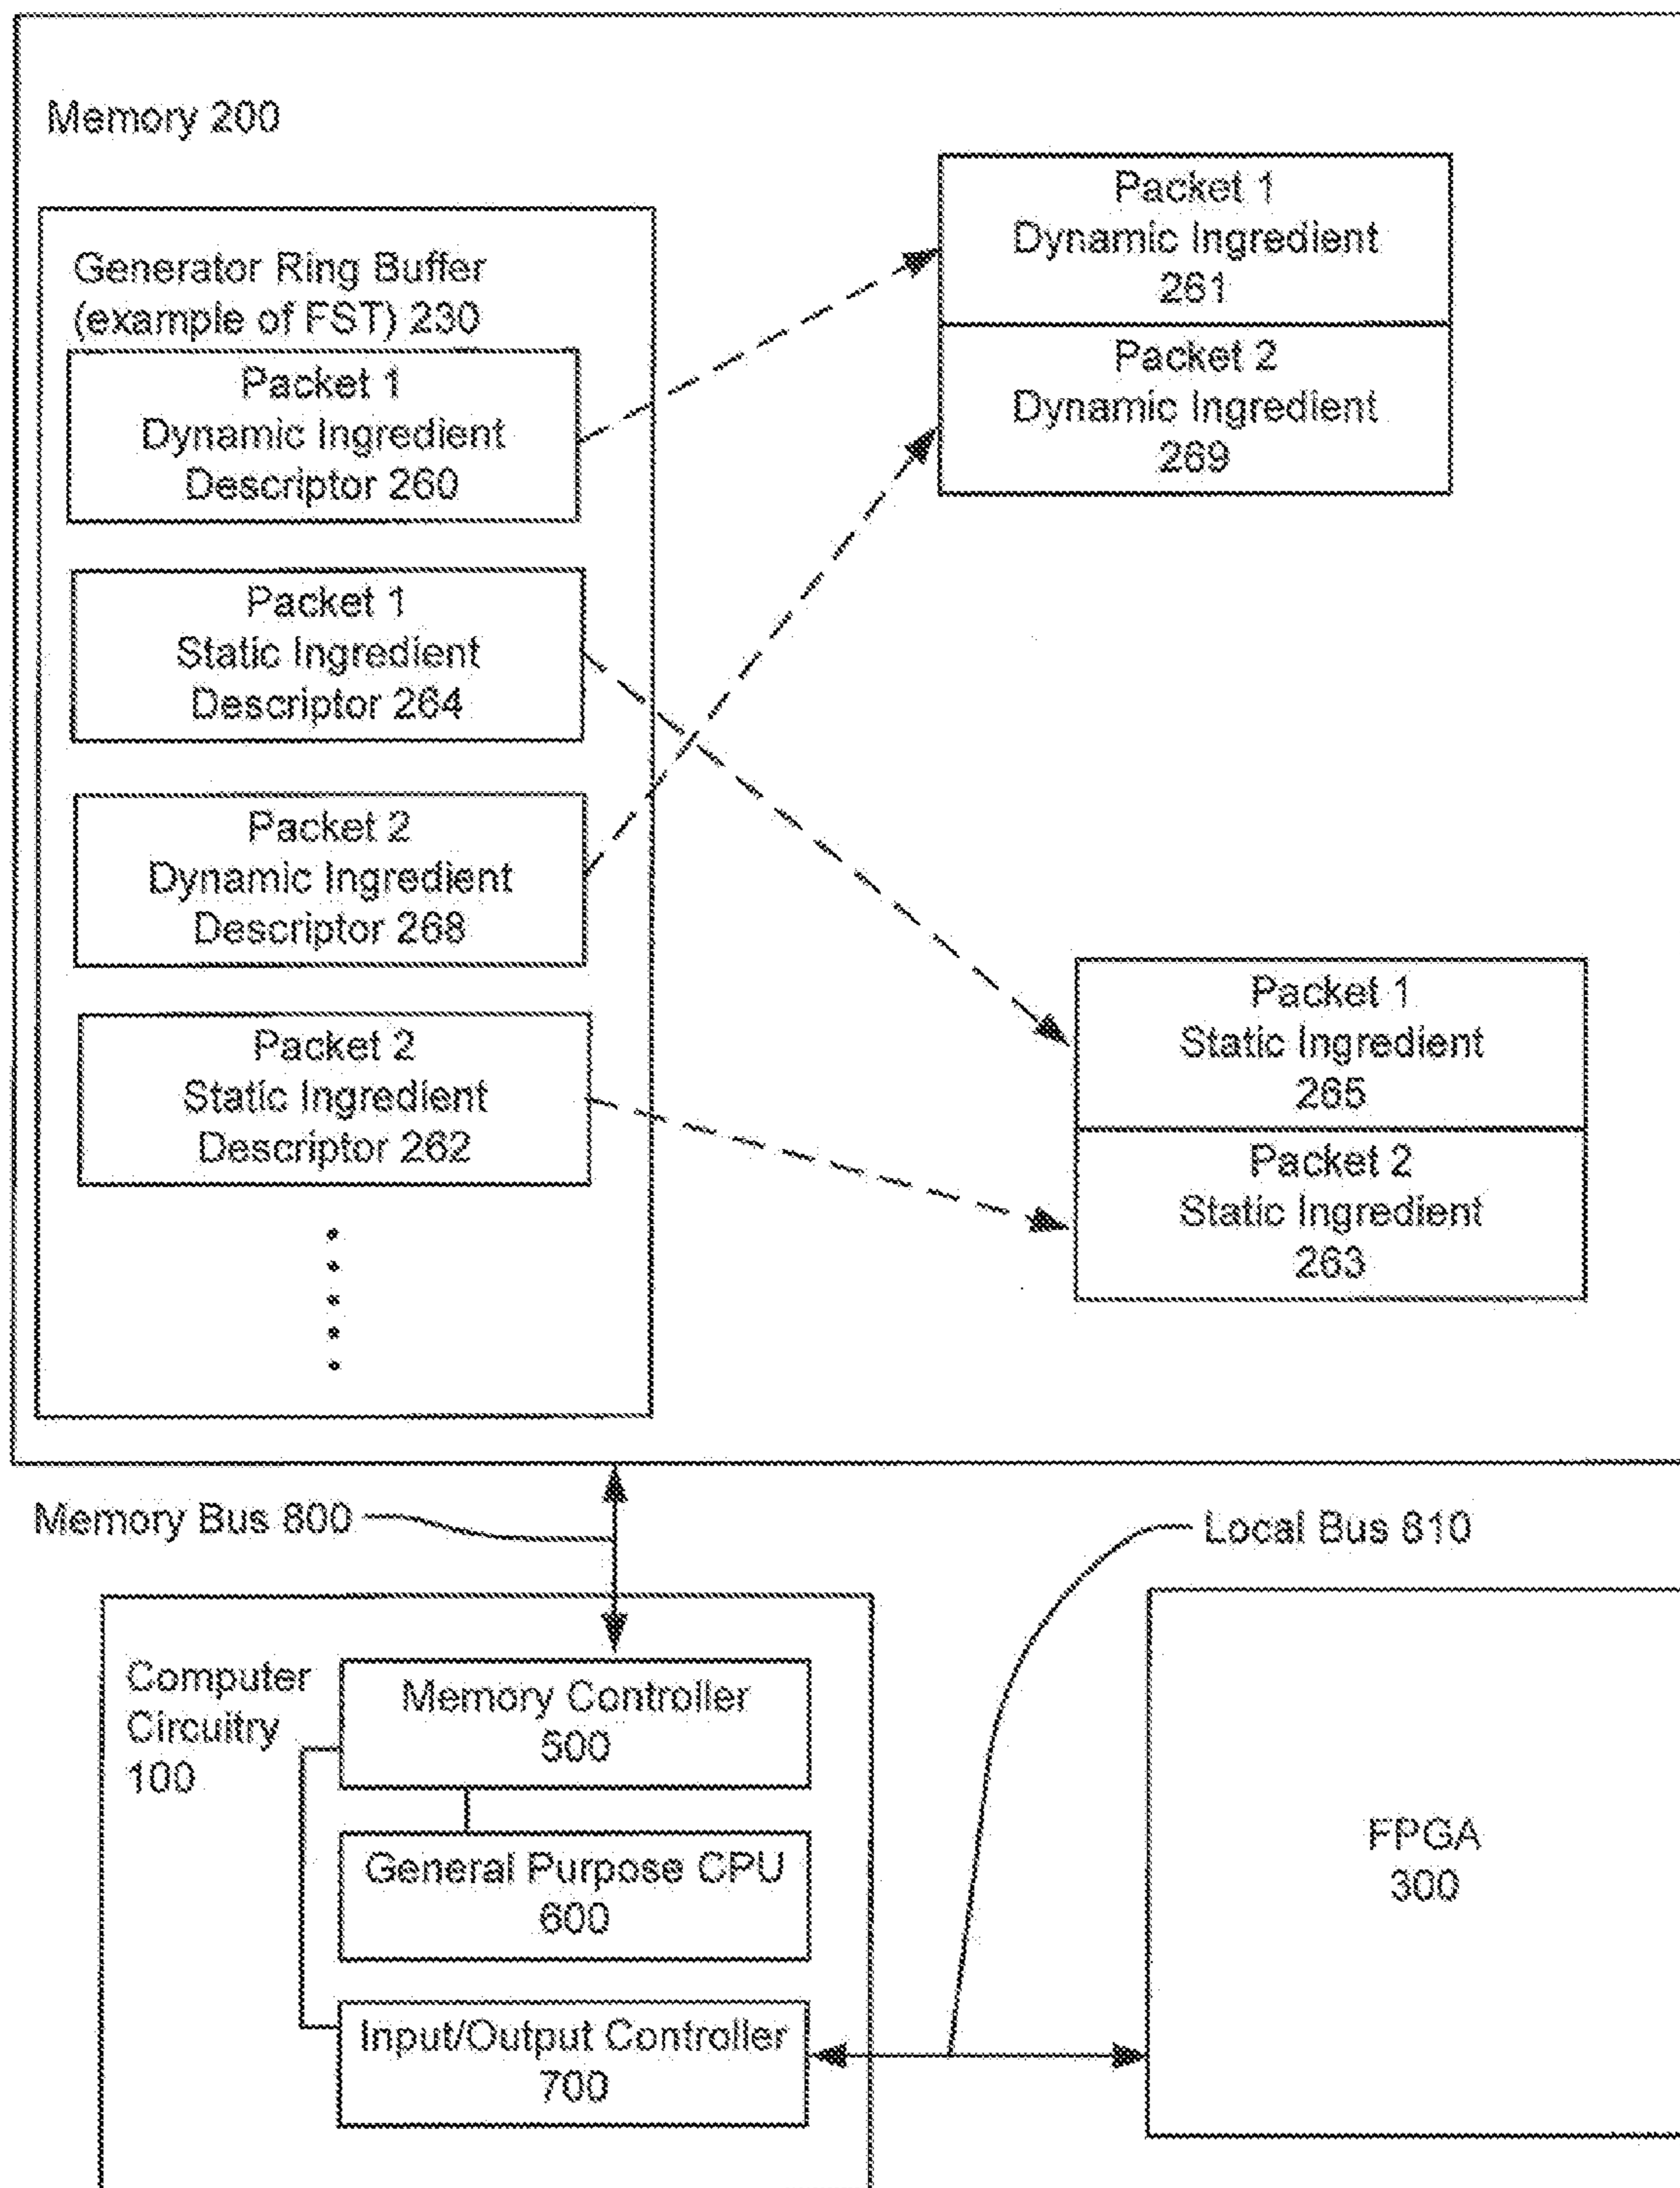 Memory 200
Generator Ring Buffer
(example of FST) 230
Packet 1
Dynamic Ingredient
Descriptor 260
Packet 1
Static Ingredient
Descriptor 264
Packet 2
Dynamic Ingredient
Descriptor 268
Packet 2
Static Ingredient
Descriptor 262
Packet 1
Dynamic Ingredient
261
Packet 2
Dynamic Ingredient
269
Packet 1
Static Ingredient
265
Packet 2
Static Ingredient
263
Memory Bus 800
Local Bus 810
Computer
Circuitry
100
Memory Controller
500
General Purpose CPU
600
Input/Output Controller
700
FPGA
300